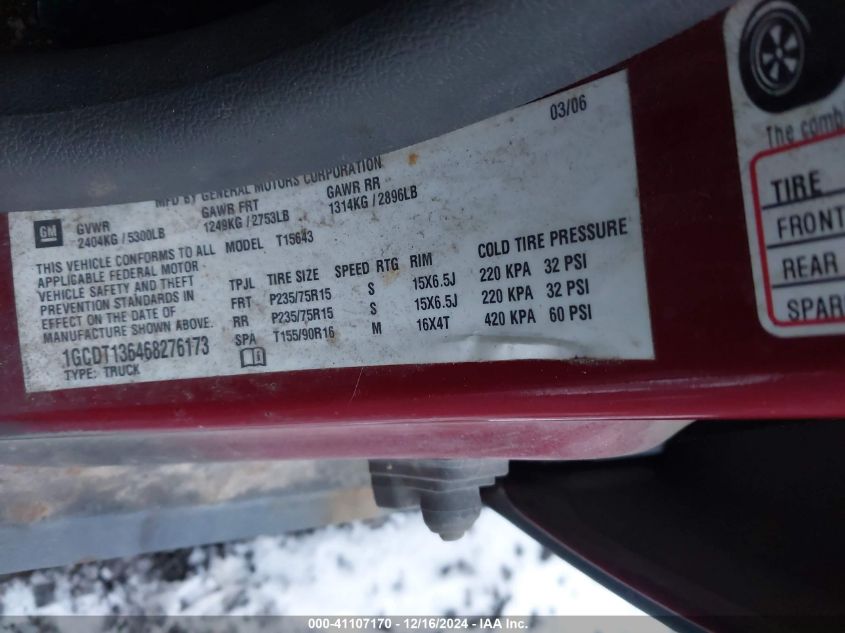 03/06
MFD BY GENERAL MOTORS CORPORATION
GM
GVWR GAWR FRT GAWR RR
2404KG / 5300LB 1249KG / 2753LB 1314KG / 2896LB
THIS VEHICLE CONFORMS TO ALL
APPLICABLE FEDERAL MOTOR
VEHICLE SAFETY AND THEFT
PREVENTION STANDARDS IN
EFFECT ON THE DATE OF
MANUFACTURE SHOWN ABOVE.
1GCDT136468276173
TYPE: TRUCK
MODEL T15643
TPJL TIRE SIZE SPEED RTG RIM COLD TIRE PRESSURE
FRT P235/75R15 S 15X6.5J 220 KPA 32 PSI
RR P235/75R15 S 15X6.5J 220 KPA 32 PSI
SPA T155/90R16 M 16X4T 420 KPA 60 PSI
The comb
TIRE
FRONT
REAR
SPAR
000-41107170 - 12/16/2024 - IAA Inc.